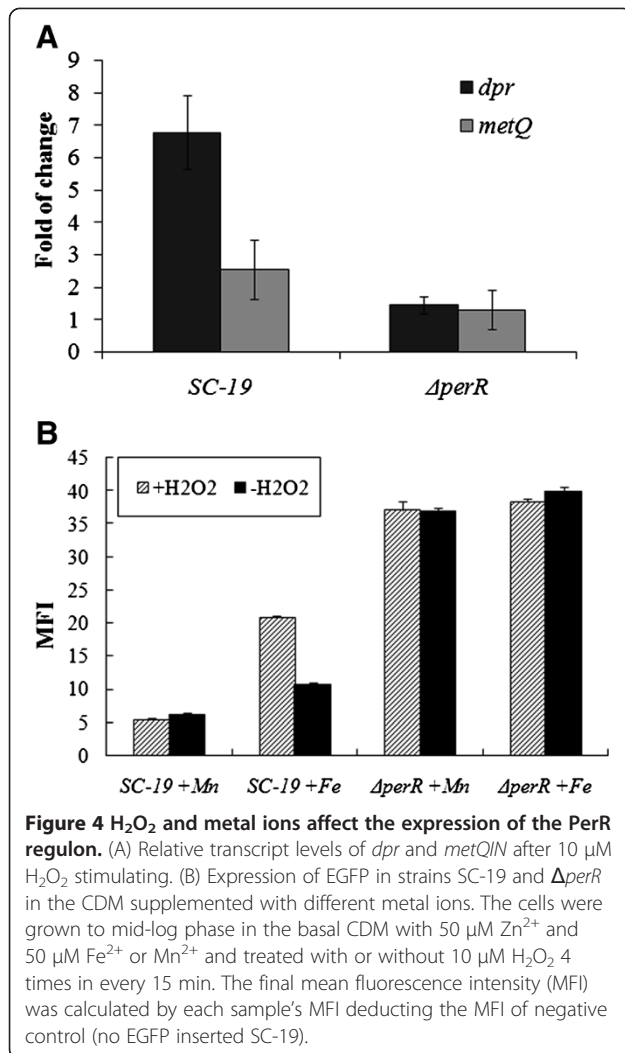 A
9
8
7
6
5
4
3
2
1
0
Fold of change
dpr
metQ
SC-19
ΔperR
B
45
40
35
30
25
20
15
10
5
0
MFI
+H2O2
-H2O2
SC-19 +Mn
SC-19 +Fe
ΔperR +Mn
ΔperR +Fe
Figure 4 H₂O₂ and metal ions affect the expression of the PerR
regulon. (A) Relative transcript levels of dpr and metQIN after 10 μM
H₂O₂ stimulating. (B) Expression of EGFP in strains SC-19 and ΔperR
in the CDM supplemented with different metal ions. The cells were
grown to mid-log phase in the basal CDM with 50 μM Zn²⁺ and
50 μM Fe²⁺ or Mn²⁺ and treated with or without 10 μM H₂O₂ 4
times in every 15 min. The final mean fluorescence intensity (MFI)
was calculated by each sample's MFI deducting the MFI of negative
control (no EGFP inserted SC-19).